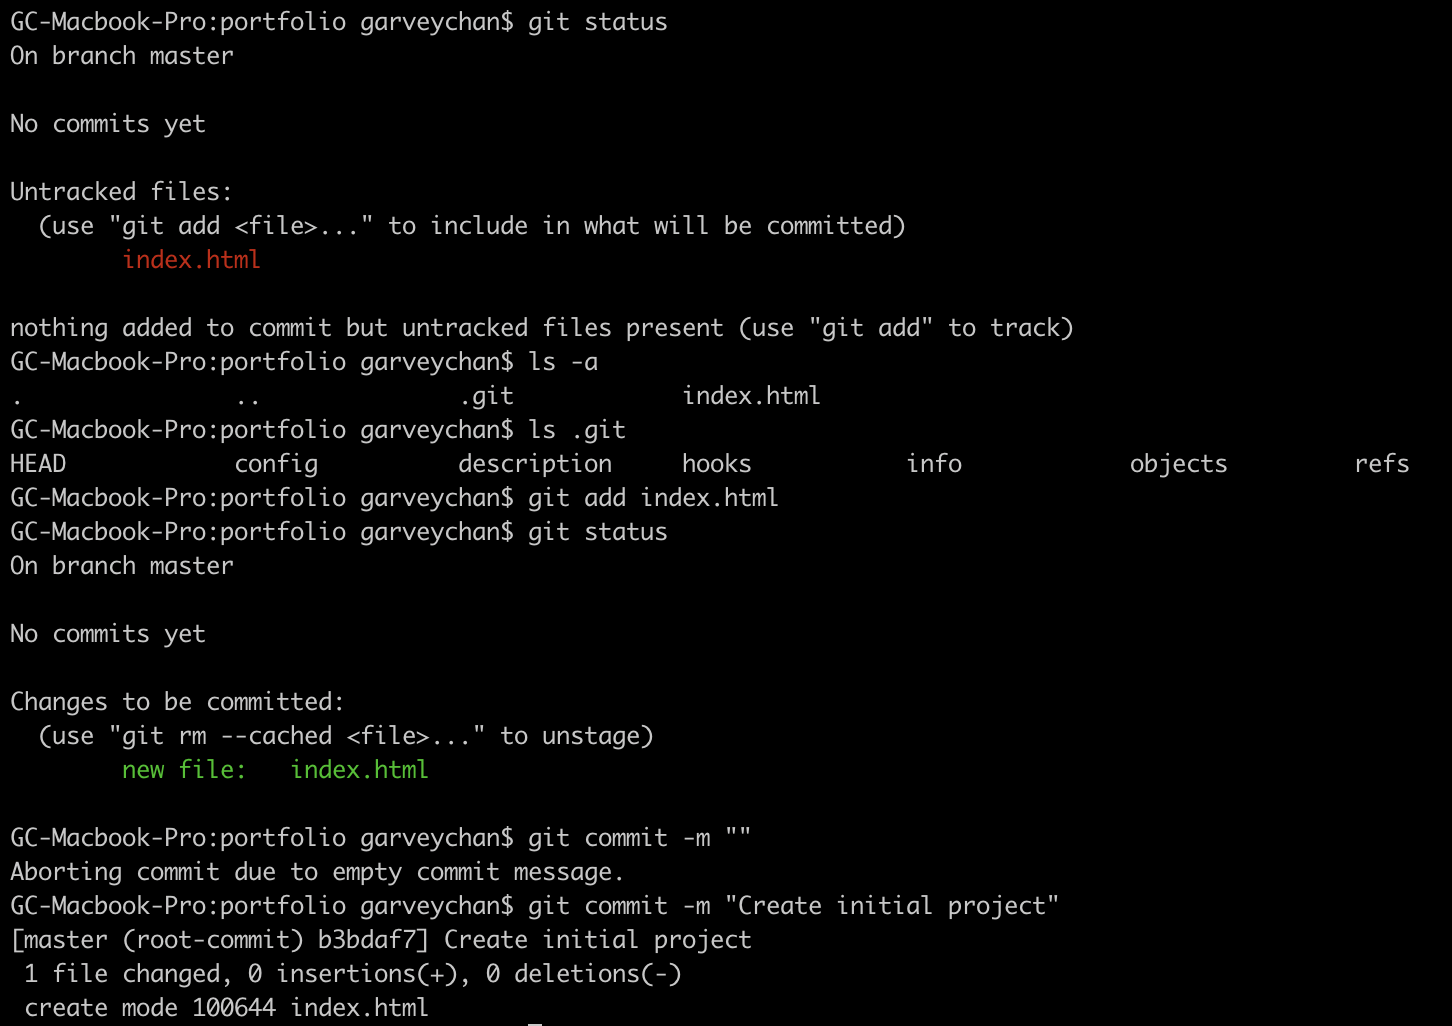 GC-Macbook-Pro:portfolio garveychan$ git status
On branch master
No commits yet
Untracked files:
  (use "git add <file>..." to include in what will be committed)
        index.html
nothing added to commit but untracked files present (use "git add" to track)
GC-Macbook-Pro:portfolio garveychan$ ls -a
.               ..              .git            index.html
GC-Macbook-Pro:portfolio garveychan$ ls .git
HEAD            config          description     hooks           info            objects         refs
GC-Macbook-Pro:portfolio garveychan$ git add index.html
GC-Macbook-Pro:portfolio garveychan$ git status
On branch master
No commits yet
Changes to be committed:
  (use "git rm --cached <file>..." to unstage)
        new file:   index.html
GC-Macbook-Pro:portfolio garveychan$ git commit -m ""
Aborting commit due to empty commit message.
GC-Macbook-Pro:portfolio garveychan$ git commit -m "Create initial project"
[master (root-commit) b3bdaf7] Create initial project
 1 file changed, 0 insertions(+), 0 deletions(-)
 create mode 100644 index.html